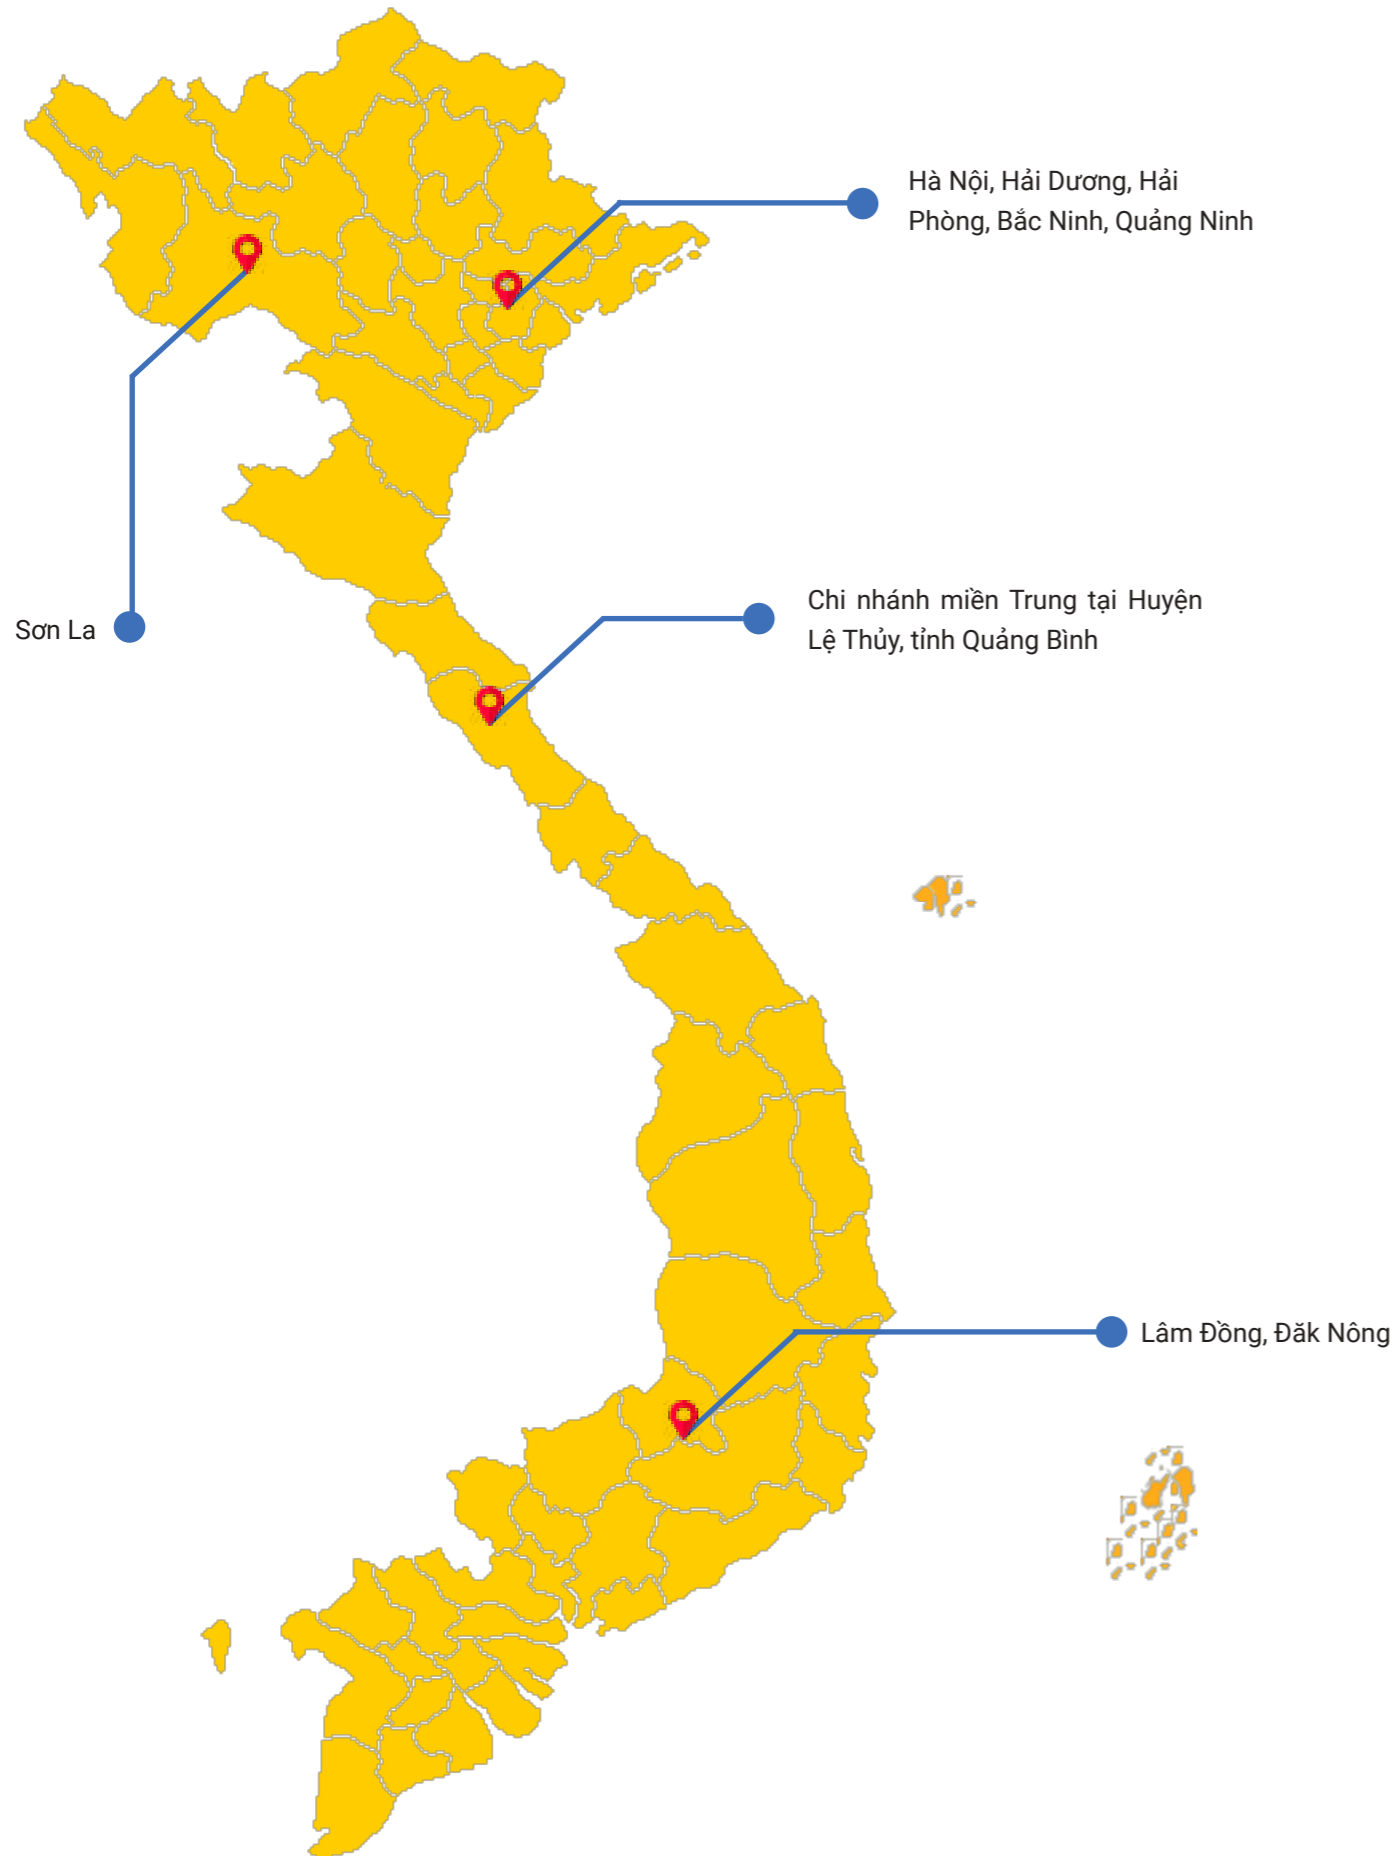 Hà Nội, Hải Dương, Hải
Phòng, Bắc Ninh, Quảng Ninh
Chi nhánh miền Trung tại Huyện
Lệ Thủy, tỉnh Quảng Bình
Sơn La
Lâm Đồng, Đăk Nông